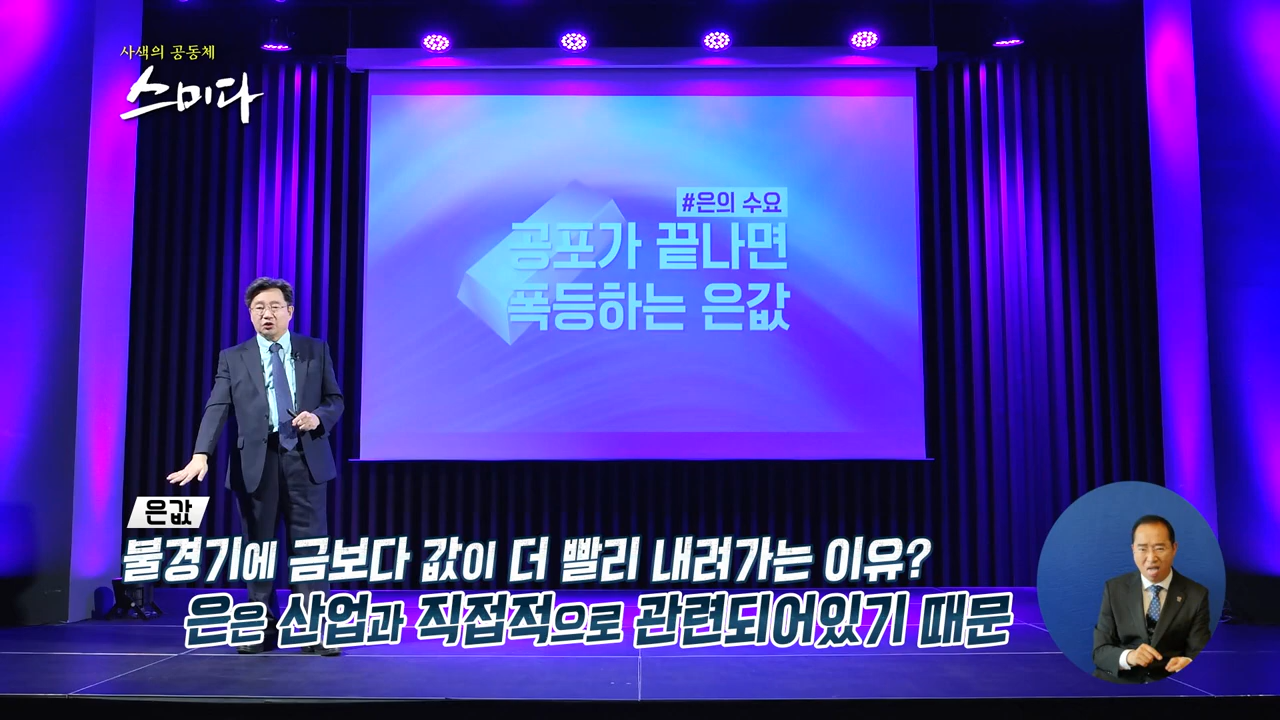 사색의 공동체
스미다
#은의 수요
공포가 끝나면
폭등하는 은값
은값
불경기에 금보다 값이 더 빨리 내려가는 이유?
은은 산업과 직접적으로 관련되어있기 때문